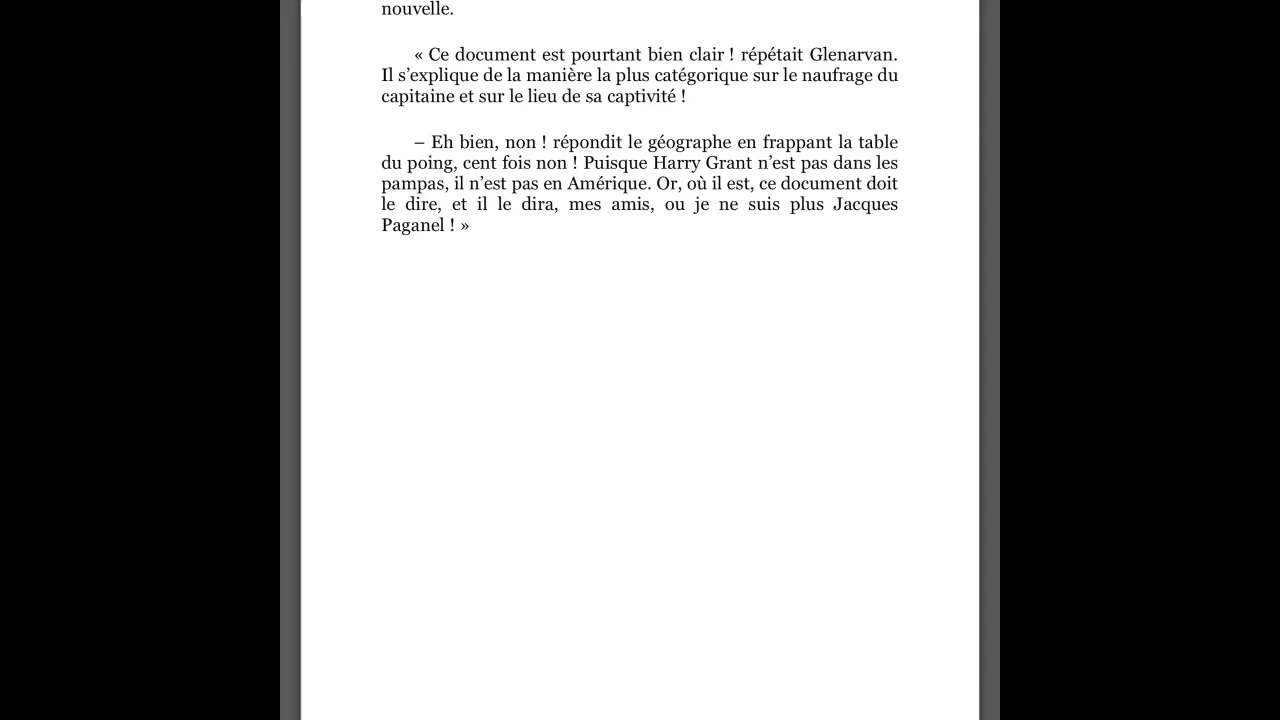 nouvelle.
« Ce document est pourtant bien clair ! répétait Glenarvan.
Il s’explique de la manière la plus catégorique sur le naufrage du
capitaine et sur le lieu de sa captivité !
– Eh bien, non ! répondit le géographe en frappant la table
du poing, cent fois non ! Puisque Harry Grant n’est pas dans les
pampas, il n’est pas en Amérique. Or, où il est, ce document doit
le dire, et il le dira, mes amis, ou je ne suis plus Jacques
Paganel ! »